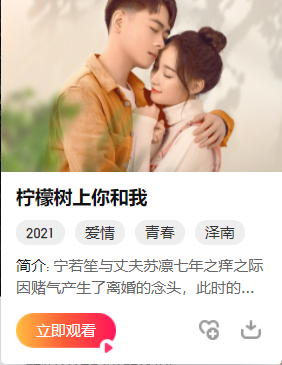 柠檬树上你和我
2021 爱情 青春 泽南
简介: 宁若笙与丈夫苏凛七年之痒之际
因赌气产生了离婚的念头，此时的...
立即观看